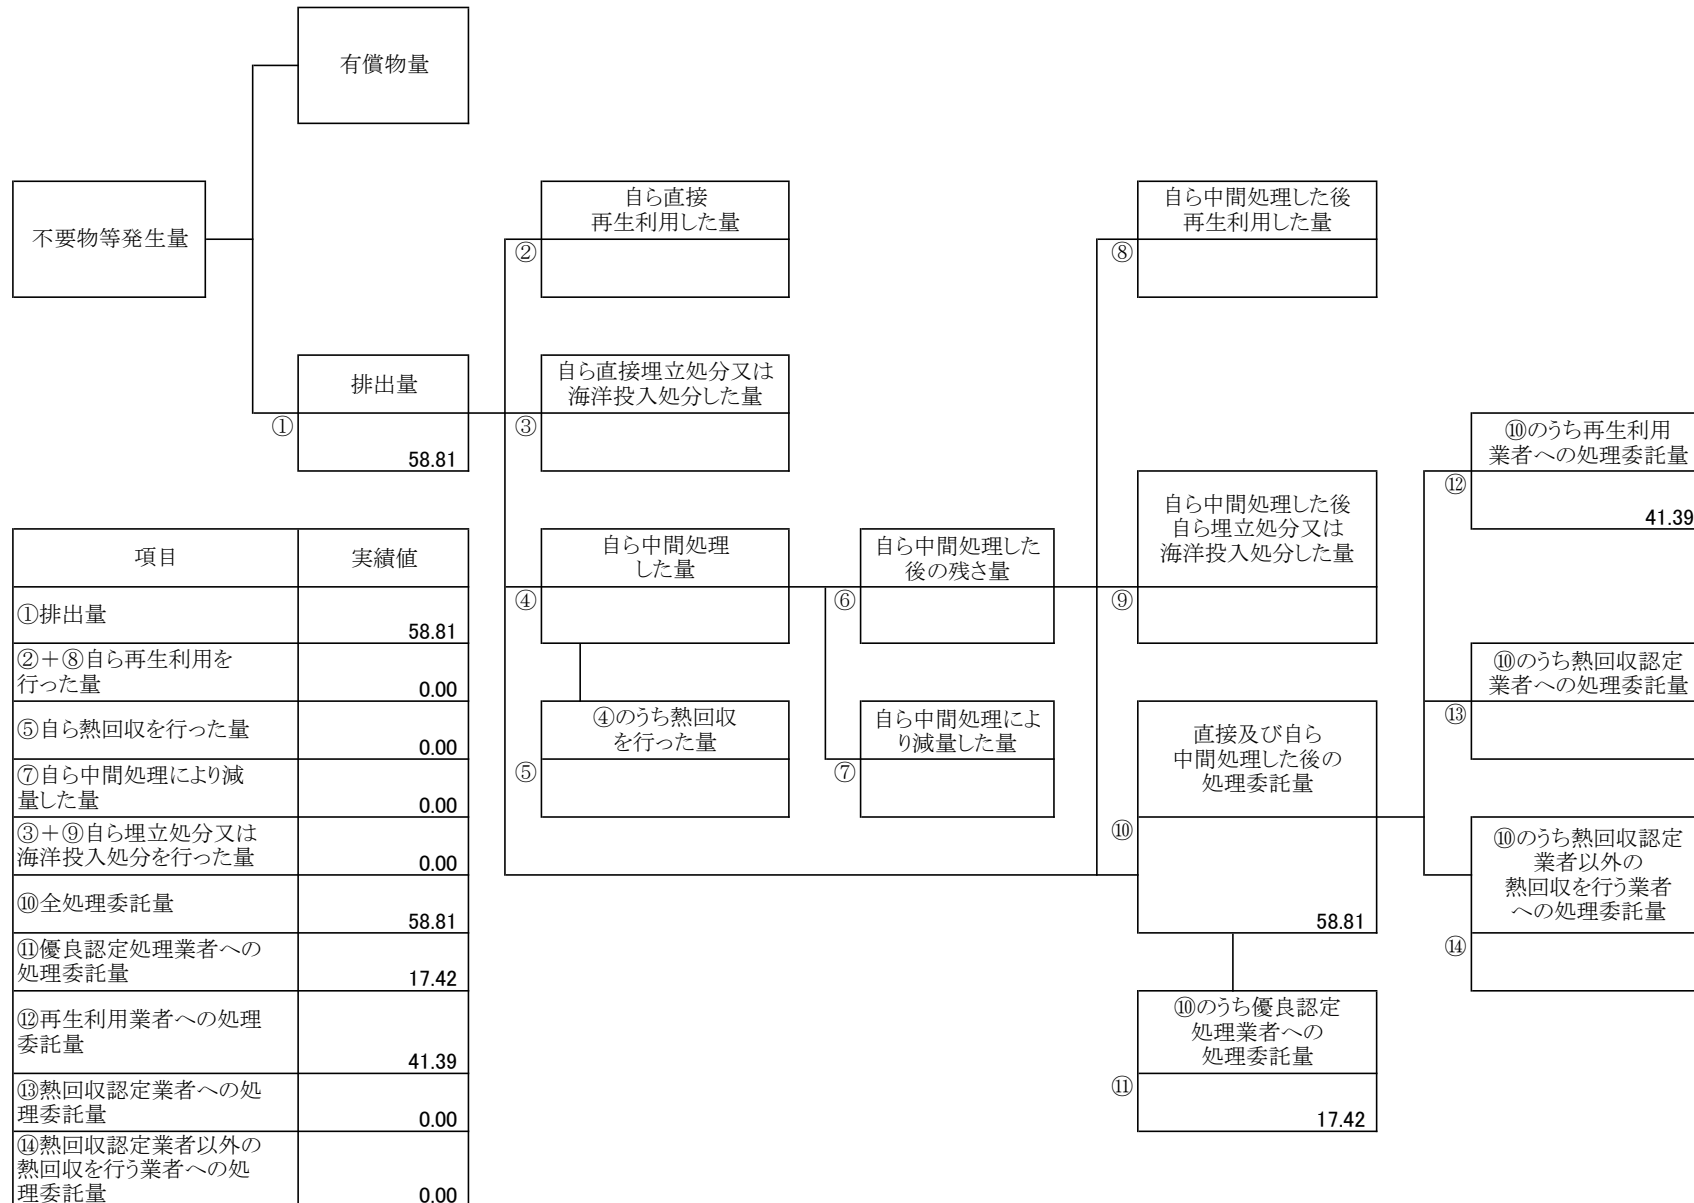 有償物量
不要物等発生量
自ら直接
再生利用した量
②
自ら中間処理した後
再生利用した量
⑧
排出量
①
58.81
自ら直接埋立処分又は
海洋投入処分した量
③
⑩のうち再生利用
業者への処理委託量
⑫
41.39
自ら中間処理
した量
④
自ら中間処理した
後の残さ量
⑥
自ら中間処理した後
自ら埋立処分又は
海洋投入処分した量
⑨
④のうち熱回収
を行った量
⑤
自ら中間処理によ
り減量した量
⑦
直接及び自ら
中間処理した後の
処理委託量
⑩
58.81
⑩のうち熱回収認定
業者への処理委託量
⑬
⑩のうち熱回収認定
業者以外の
熱回収を行う業者
への処理委託量
⑭
⑩のうち優良認定
処理業者への
処理委託量
⑪
17.42
項目 実績値
①排出量
58.81
②+⑧自ら再生利用を
行った量
0.00
⑤自ら熱回収を行った量
0.00
⑦自ら中間処理により減
量した量
0.00
③+⑨自ら埋立処分又は
海洋投入処分を行った量
0.00
⑩全処理委託量
58.81
⑪優良認定処理業者への
処理委託量
17.42
⑫再生利用業者への処理
委託量
41.39
⑬熱回収認定業者への処
理委託量
0.00
⑭熱回収認定業者以外の
熱回収を行う業者への処
理委託量
0.00